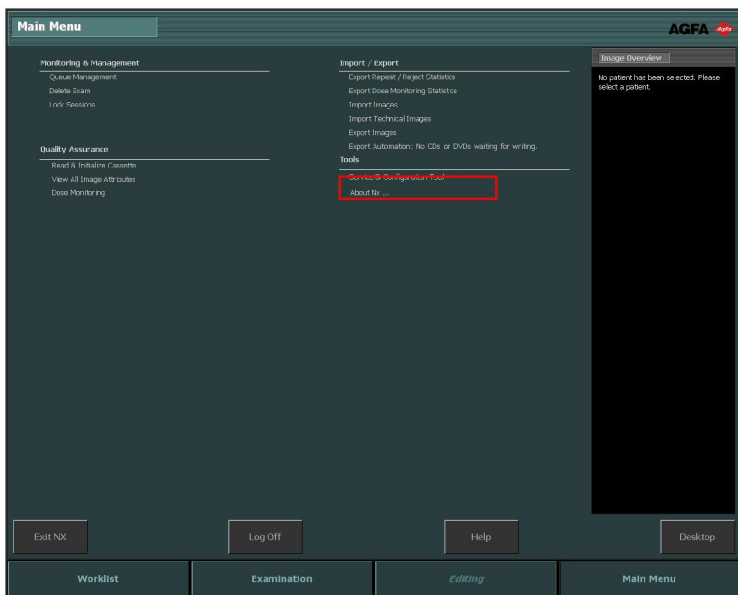 Main Menu
AGFA
Agfa
Monitoring & Management
Queue Management
Delete Exam
Lock Sessions
Quality Assurance
Read & Initialize Cassette
View All Image Attributes
Dose Monitoring
Import / Export
Export Repeat / Reject Statistics
Export Dose Monitoring Statistics
Import Images
Import Technical Images
Export Images
Export Automation: No CDs or DVDs waiting for writing.
Tools
Service & Configuration Tool
About Nx ...
Image Overview
No patient has been selected. Please
select a patient.
Exit NX
Log Off
Help
Desktop
Worklist
Examination
Editing
Main Menu